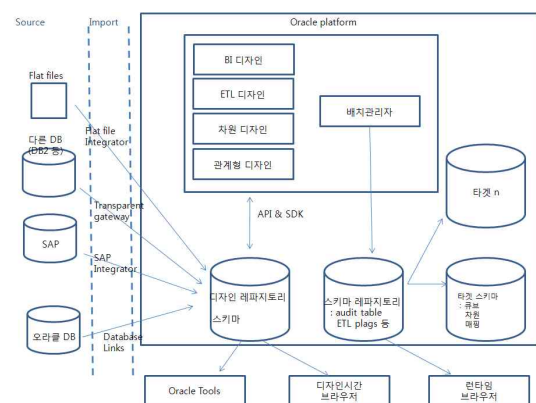 Source
Import
Oracle platform
Flat files
다른 DB
(DB2 등)
SAP
오라클 DB
Flat file
Integrator
Transparent
gateway
SAP
Integrator
Database
Links
BI 디자인
ETL 디자인
차원 디자인
관계형 디자인
배치관리자
API & SDK
디자인 레파지토리
스키마
스키마 레파지토리
: audit table
ETL plags 등
타겟 n
타겟 스키마
: 큐브
차원
매핑
Oracle Tools
디자인시간
브라우저
런타임
브라우저